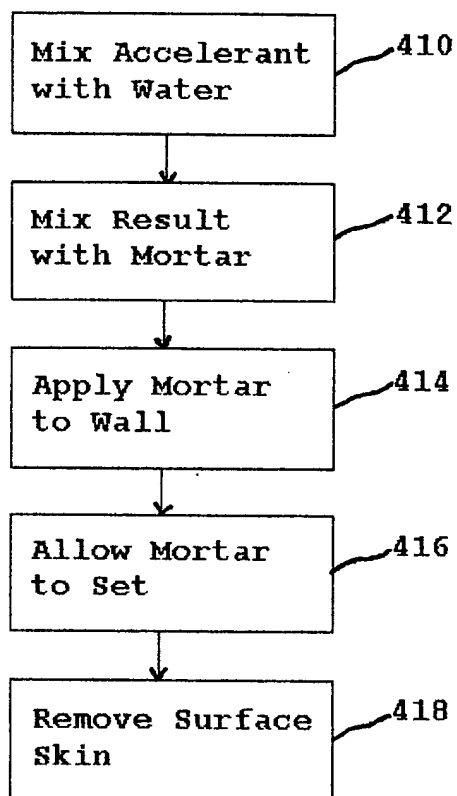 Mix Accelerant
with Water
410
Mix Result
with Mortar
412
Apply Mortar
to Wall
414
Allow Mortar
to Set
416
Remove Surface
Skin
418